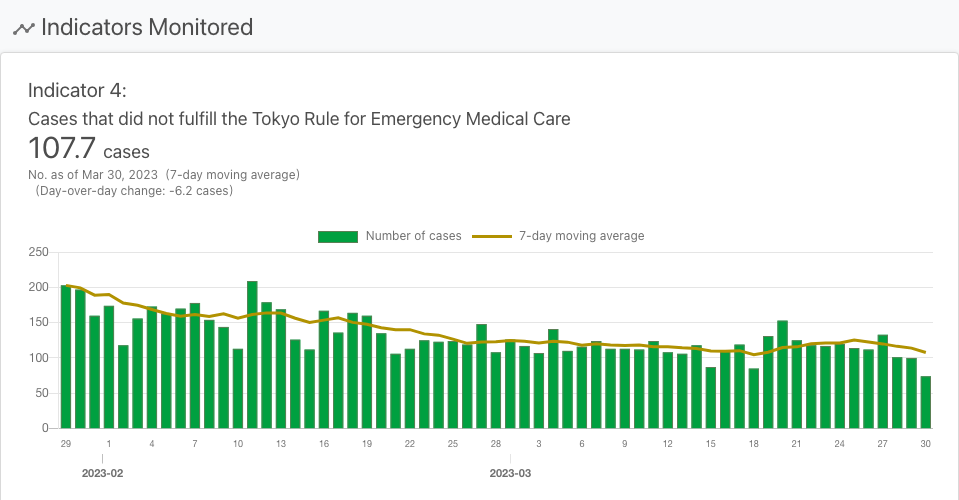 Indicators Monitored
Indicator 4:
Cases that did not fulfill the Tokyo Rule for Emergency Medical Care
107.7 cases
No. as of Mar 30, 2023 (7-day moving average)
(Day-over-day change: -6.2 cases)
Number of cases 7-day moving average
250
200
150
100
50
0
29 1 4 7 10 13 16 19 22 25 28 3 6 9 12 15 18 21 24 27 30
2023-02 2023-03